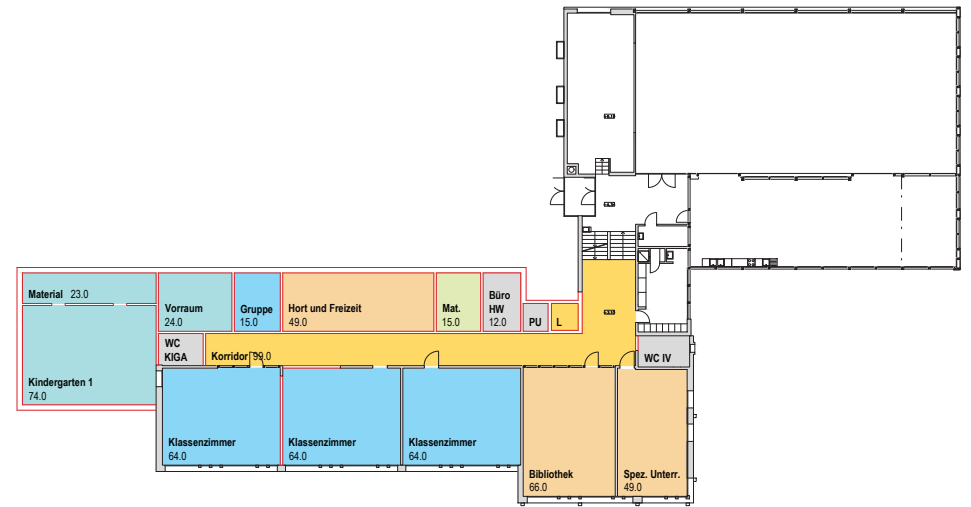 Material 23.0
Vorraum
24.0
Gruppe
15.0
Hort und Freizeit
49.0
Mat.
15.0
Büro
HW
12.0
PU
L
WC
KIGA
Korridor 99.0
WC IV
Kindergarten 1
74.0
Klassenzimmer
64.0
Klassenzimmer
64.0
Klassenzimmer
64.0
Bibliothek
66.0
Spez. Unterr.
49.0